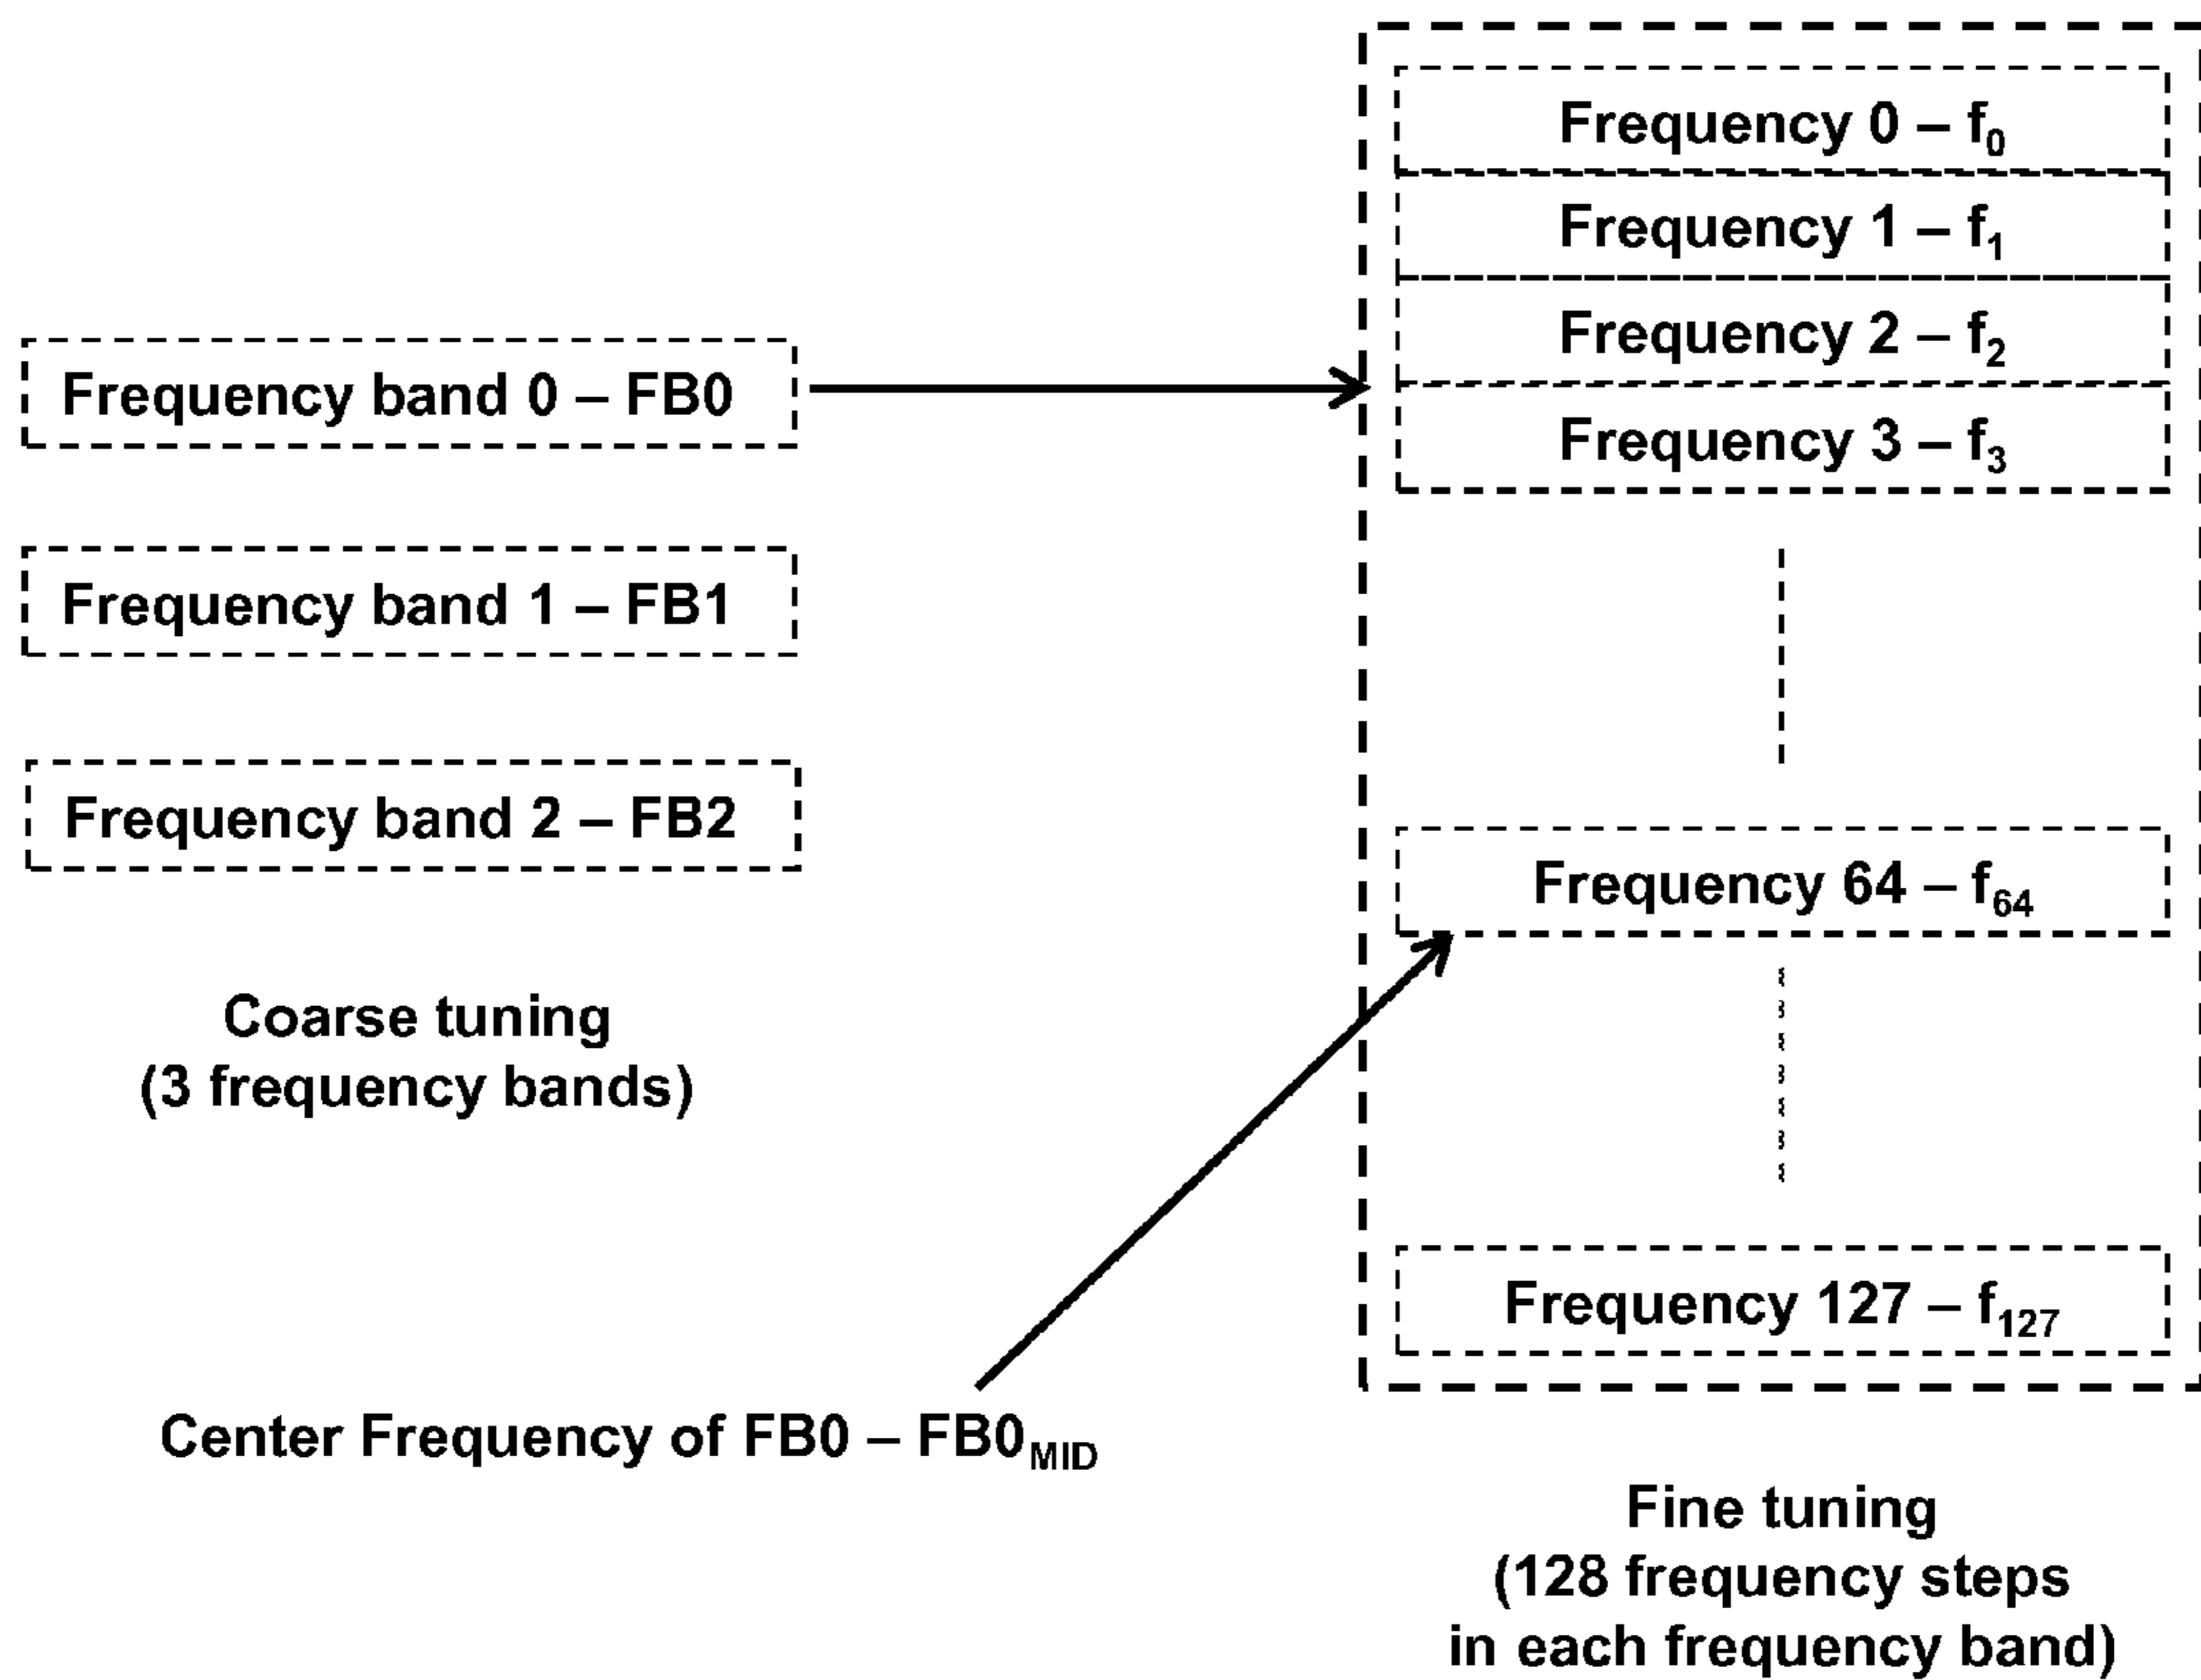 Frequency band 0 – FB0
Frequency band 1 – FB1
Frequency band 2 – FB2
Coarse tuning
(3 frequency bands)
Center Frequency of FB0 – FB0MID
Frequency 0 – f0
Frequency 1 – f1
Frequency 2 – f2
Frequency 3 – f3
Frequency 64 – f64
Frequency 127 – f127
Fine tuning
(128 frequency steps
in each frequency band)